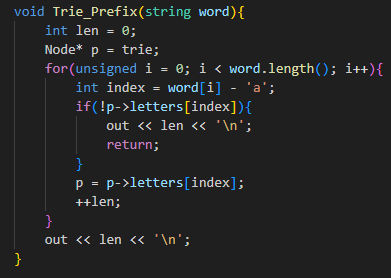 void Trie_Prefix(string word){
    int len = 0;
    Node* p = trie;
    for(unsigned i = 0; i < word.length(); i++){
        int index = word[i] - 'a';
        if(!p->letters[index]){
            out << len << '\n';
            return;
        }
        p = p->letters[index];
        ++len;
    }
    out << len << '\n';
}